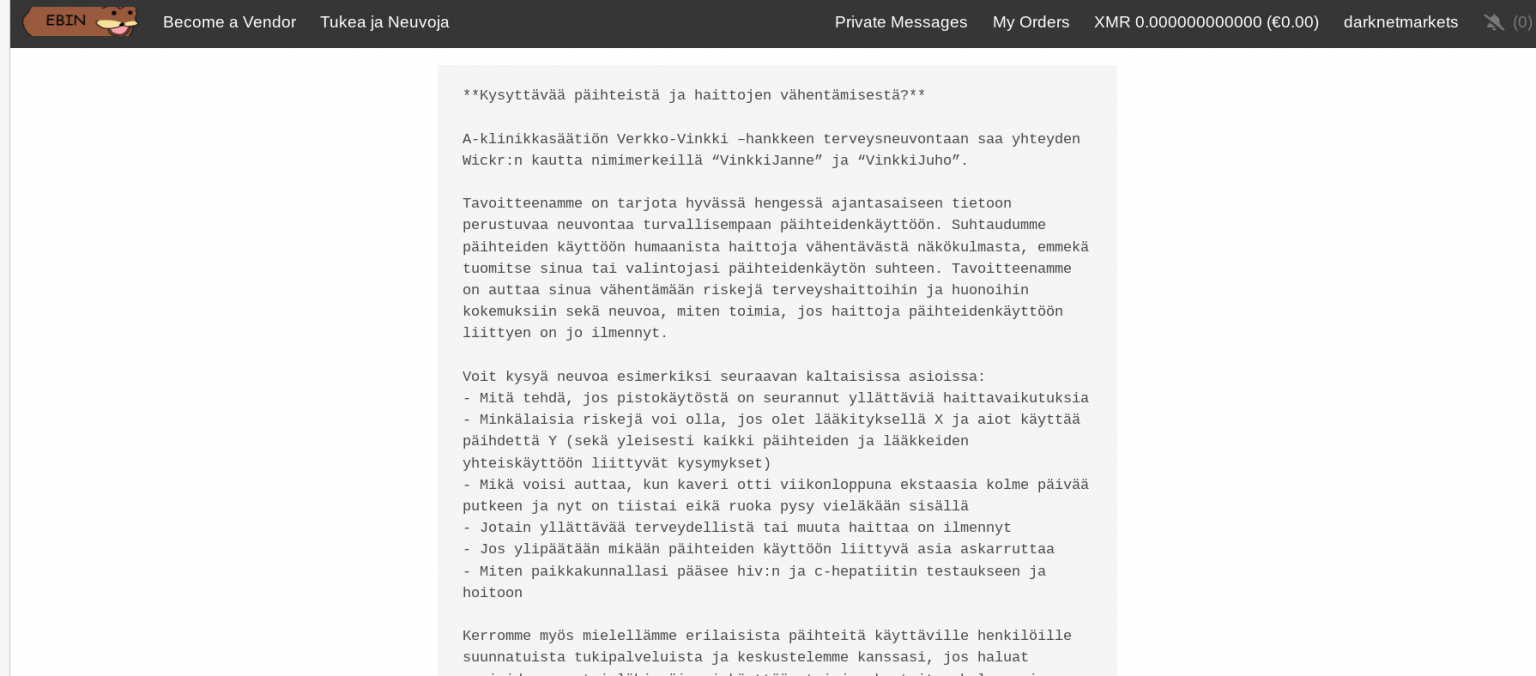 EBIN Become a Vendor Tukea ja Neuvoja Private Messages My Orders XMR 0.000000000000 (€0.00) darknetmarkets (0)
**Kysyttävää päihteistä ja haittojen vähentämisestä?**
A-klinikkasäätiön Verkko-Vinkki –hankkeen terveysneuvontaan saa yhteyden
Wickr:n kautta nimimerkeillä “VinkkiJanne” ja “VinkkiJuho”.
Tavoitteenamme on tarjota hyvässä hengessä ajantasaiseen tietoon
perustuvaa neuvontaa turvallisempaan päihteidenkäyttöön. Suhtaudumme
päihteiden käyttöön humaanista haittoja vähentävästä näkökulmasta, emmekä
tuomitse sinua tai valintojasi päihteidenkäytön suhteen. Tavoitteenamme
on auttaa sinua vähentämään riskejä terveyshaittoihin ja huonoihin
kokemuksiin sekä neuvoa, miten toimia, jos haittoja päihteidenkäyttöön
liittyen on jo ilmennyt.
Voit kysyä neuvoa esimerkiksi seuraavan kaltaisissa asioissa:
- Mitä tehdä, jos pistokäytöstä on seurannut yllättäviä haittavaikutuksia
- Minkälaisia riskejä voi olla, jos olet lääkityksellä X ja aiot käyttää
päihdettä Y (sekä yleisesti kaikki päihteiden ja lääkkeiden
yhteiskäyttöön liittyvät kysymykset)
- Mikä voisi auttaa, kun kaveri otti viikonloppuna ekstaasia kolme päivää
putkeen ja nyt on tiistai eikä ruoka pysy vieläkään sisällä
- Jotain yllättävää terveydellistä tai muuta haittaa on ilmennyt
- Jos ylipäätään mikään päihteiden käyttöön liittyvä asia askarruttaa
- Miten paikkakunnallasi pääsee hiv:n ja c-hepatiitin testaukseen ja
hoitoon
Kerromme myös mielellämme erilaisista päihteitä käyttäville henkilöille
suunnatuista tukipalveluista ja keskustelemme kanssasi, jos haluat